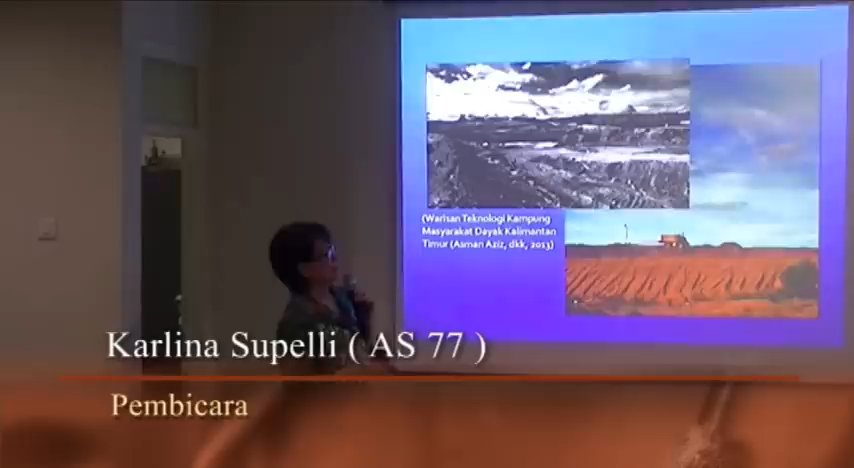 (Warisan Teknologi Kampung
Masyarakat Dayak Kalimantan
Timur (Asman Aziz, dkk, 2013)
Karlina Supelli ( AS 77 )
Pembicara